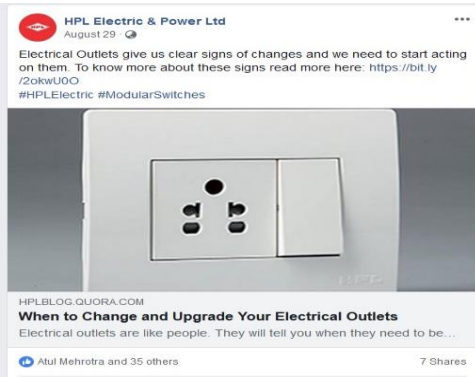 HPL
HPL Electric & Power Ltd
August 29
Electrical Outlets give us clear signs of changes and we need to start acting
on them. To know more about these signs read more here: https://bit.ly
/2okwU0O
#HPLElectric #ModularSwitches
HPL
HPLBLOG.QUORA.COM
When to Change and Upgrade Your Electrical Outlets
Electrical outlets are like people. They will tell you when they need to be...
Atul Mehrotra and 35 others
7 Shares